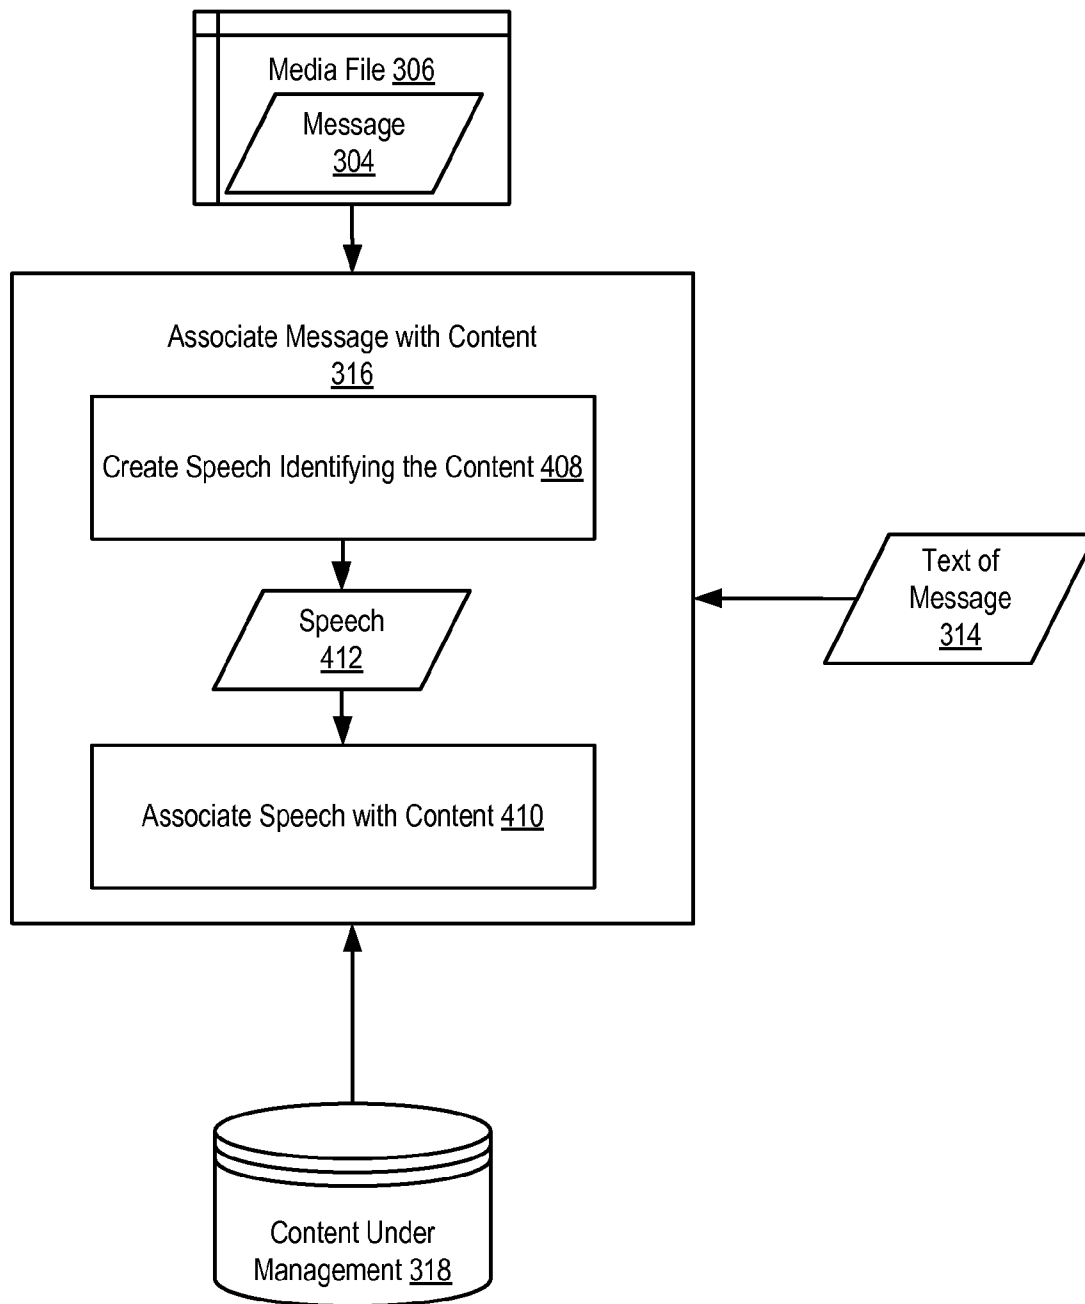 Media File 306
Message
304
Associate Message with Content
316
Create Speech Identifying the Content 408
Speech
412
Associate Speech with Content 410
Text of
Message
314
Content Under
Management 318